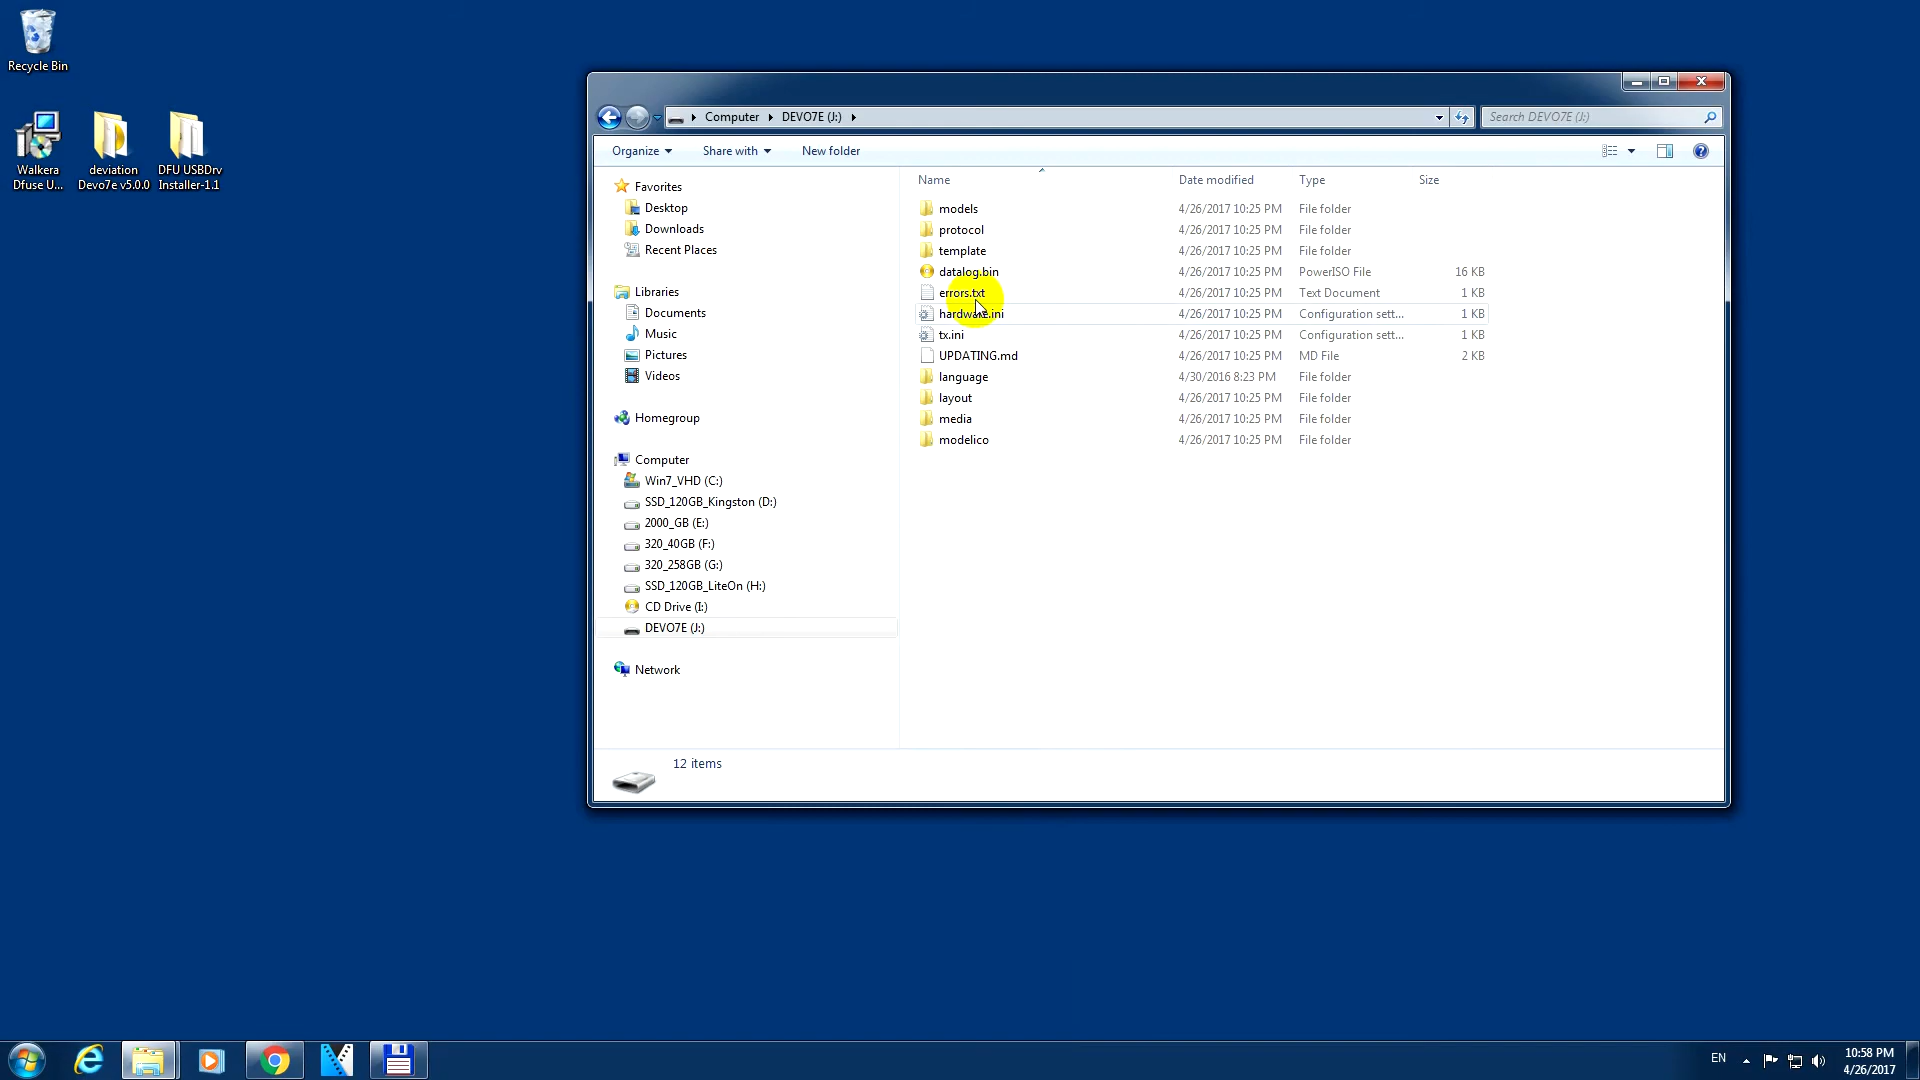 Recycle Bin
Walkera
Dfuse U...
deviation
Devo7e v5.0.0
DFU USBDrv
Installer-1.1
Computer
DEVO7E (J:)
Search DEVO7E (J:)
Organize
Share with
New folder
Favorites
Desktop
Downloads
Recent Places
Libraries
Documents
Music
Pictures
Videos
Homegroup
Computer
Win7_VHD (C:)
SSD_120GB_Kingston (D:)
2000_GB (E:)
320_40GB (F:)
320_258GB (G:)
SSD_120GB_LiteOn (H:)
CD Drive (I:)
DEVO7E (J:)
Network
Name Date modified Type Size
models 4/26/2017 10:25 PM File folder
protocol 4/26/2017 10:25 PM File folder
template 4/26/2017 10:25 PM File folder
datalog.bin 4/26/2017 10:25 PM PowerISO File 16 KB
errors.txt 4/26/2017 10:25 PM Text Document 1 KB
hardware.ini 4/26/2017 10:25 PM Configuration sett... 1 KB
tx.ini 4/26/2017 10:25 PM Configuration sett... 1 KB
UPDATING.md 4/26/2017 10:25 PM MD File 2 KB
language 4/30/2016 8:23 PM File folder
layout 4/26/2017 10:25 PM File folder
media 4/26/2017 10:25 PM File folder
modelico 4/26/2017 10:25 PM File folder
12 items
EN
10:58 PM
4/26/2017